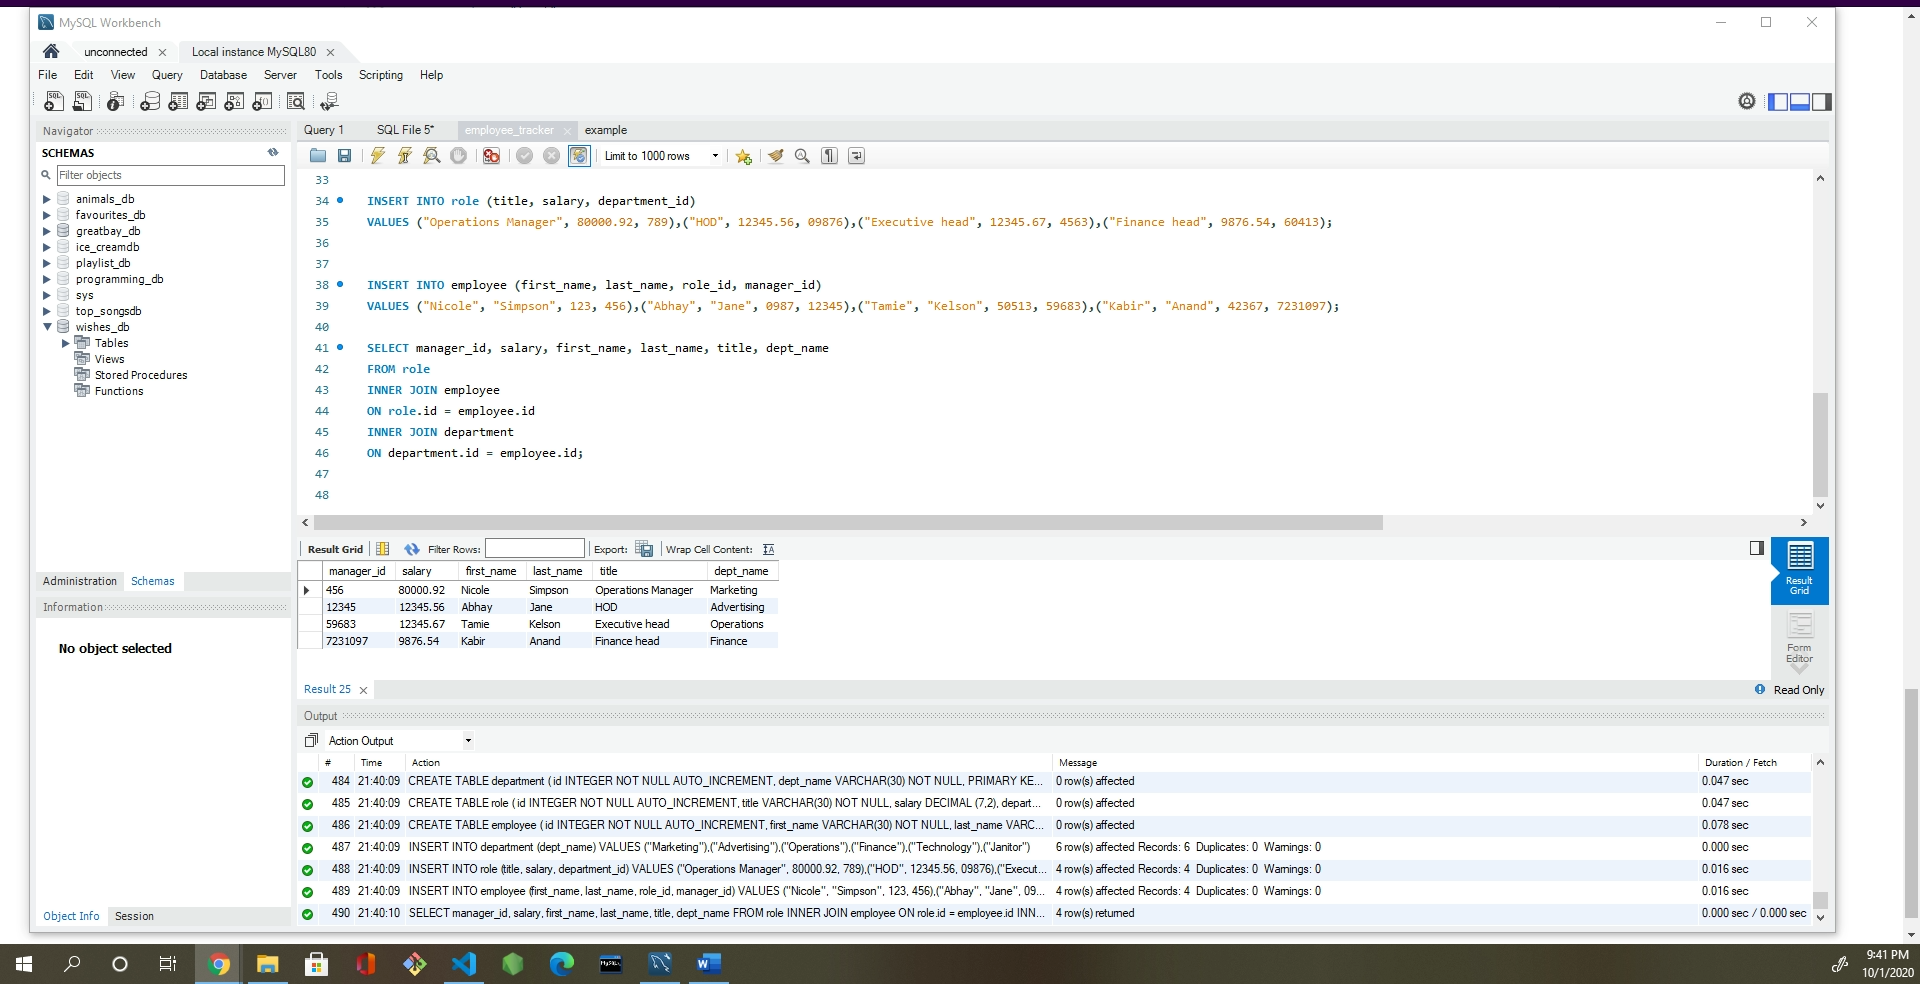 MySQL Workbench
unconnected
Local instance MySQL80
File Edit View Query Database Server Tools Scripting Help
Navigator
SCHEMAS
Filter objects
animals_db
favourites_db
greatbay_db
ice_creamdb
playlist_db
programming_db
sys
top_songsdb
wishes_db
Tables
Views
Stored Procedures
Functions
Administration Schemas
Information
No object selected
Object Info Session
Query 1 SQL File 5* employee_tracker example
Limit to 1000 rows
33
34 INSERT INTO role (title, salary, department_id)
35 VALUES ("Operations Manager", 80000.92, 789),("HOD", 12345.56, 09876),("Executive head", 12345.67, 4563),("Finance head", 9876.54, 60413);
36
37
38 INSERT INTO employee (first_name, last_name, role_id, manager_id)
39 VALUES ("Nicole", "Simpson", 123, 456),("Abhay", "Jane", 0987, 12345),("Tamie", "Kelson", 50513, 59683),("Kabir", "Anand", 42367, 7231097);
40
41 SELECT manager_id, salary, first_name, last_name, title, dept_name
42 FROM role
43 INNER JOIN employee
44 ON role.id = employee.id
45 INNER JOIN department
46 ON department.id = employee.id;
47
48
Result Grid Filter Rows: Export: Wrap Cell Content:
manager_id salary first_name last_name title dept_name
456 80000.92 Nicole Simpson Operations Manager Marketing
12345 12345.56 Abhay Jane HOD Advertising
59683 12345.67 Tamie Kelson Executive head Operations
7231097 9876.54 Kabir Anand Finance head Finance
Result Grid
Form Editor
Result 25
Read Only
Output
Action Output
# Time Action Message Duration / Fetch
484 21:40:09 CREATE TABLE department ( id INTEGER NOT NULL AUTO_INCREMENT, dept_name VARCHAR(30) NOT NULL, PRIMARY KE... 0 row(s) affected 0.047 sec
485 21:40:09 CREATE TABLE role ( id INTEGER NOT NULL AUTO_INCREMENT, title VARCHAR(30) NOT NULL, salary DECIMAL (7,2), depart... 0 row(s) affected 0.047 sec
486 21:40:09 CREATE TABLE employee ( id INTEGER NOT NULL AUTO_INCREMENT, first_name VARCHAR(30) NOT NULL, last_name VARC... 0 row(s) affected 0.078 sec
487 21:40:09 INSERT INTO department (dept_name) VALUES ("Marketing"),("Advertising"),("Operations"),("Finance"),("Technology"),("Janitor") 6 row(s) affected Records: 6 Duplicates: 0 Warnings: 0 0.000 sec
488 21:40:09 INSERT INTO role (title, salary, department_id) VALUES ("Operations Manager", 80000.92, 789),("HOD", 12345.56, 09876),("Execut... 4 row(s) affected Records: 4 Duplicates: 0 Warnings: 0 0.016 sec
489 21:40:09 INSERT INTO employee (first_name, last_name, role_id, manager_id) VALUES ("Nicole", "Simpson", 123, 456),("Abhay", "Jane", 09... 4 row(s) affected Records: 4 Duplicates: 0 Warnings: 0 0.016 sec
490 21:40:10 SELECT manager_id, salary, first_name, last_name, title, dept_name FROM role INNER JOIN employee ON role.id = employee.id INN... 4 row(s) returned 0.000 sec / 0.000 sec
9:41 PM
10/1/2020